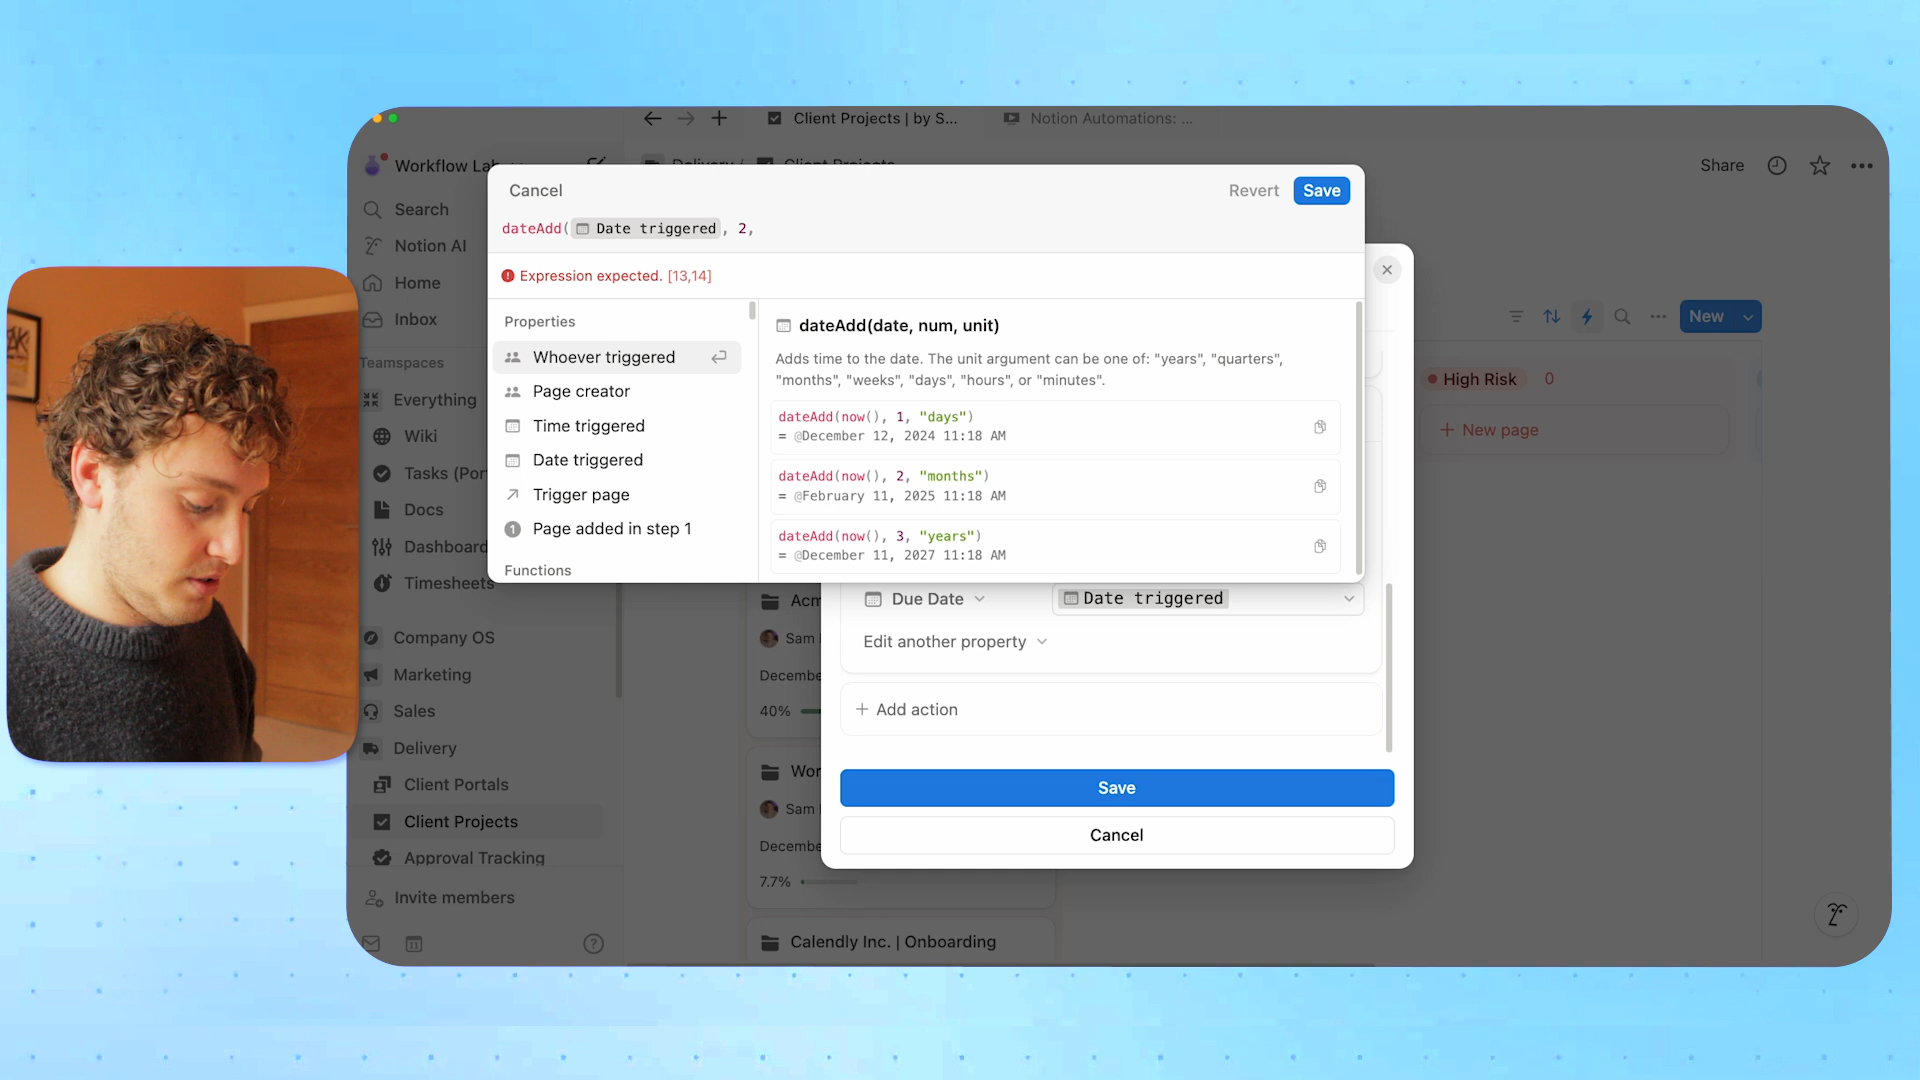 Client Projects | by S...
Notion Automations: ...
Workflow Lab
Delivery / Client Projects
Share
Search
Notion AI
Home
Inbox
Teamspaces
Everything
Wiki
Tasks (Por
Docs
Dashboard
Timesheets
Company OS
Marketing
Sales
Delivery
Client Portals
Client Projects
Approval Tracking
Invite members
Cancel
Revert
Save
dateAdd( Date triggered, 2,
Expression expected. [13,14]
Properties
Whoever triggered
Page creator
Time triggered
Date triggered
Trigger page
1 Page added in step 1
Functions
dateAdd(date, num, unit)
Adds time to the date. The unit argument can be one of: "years", "quarters",
"months", "weeks", "days", "hours", or "minutes".
dateAdd(now(), 1, "days")
= @December 12, 2024 11:18 AM
dateAdd(now(), 2, "months")
= @February 11, 2025 11:18 AM
dateAdd(now(), 3, "years")
= @December 11, 2027 11:18 AM
Due Date
Date triggered
Edit another property
Add action
Save
Cancel
New
High Risk 0
+ New page
Acm
Sam
Decembe
40%
Wor
Sam
Decembe
7.7%
Calendly Inc. | Onboarding